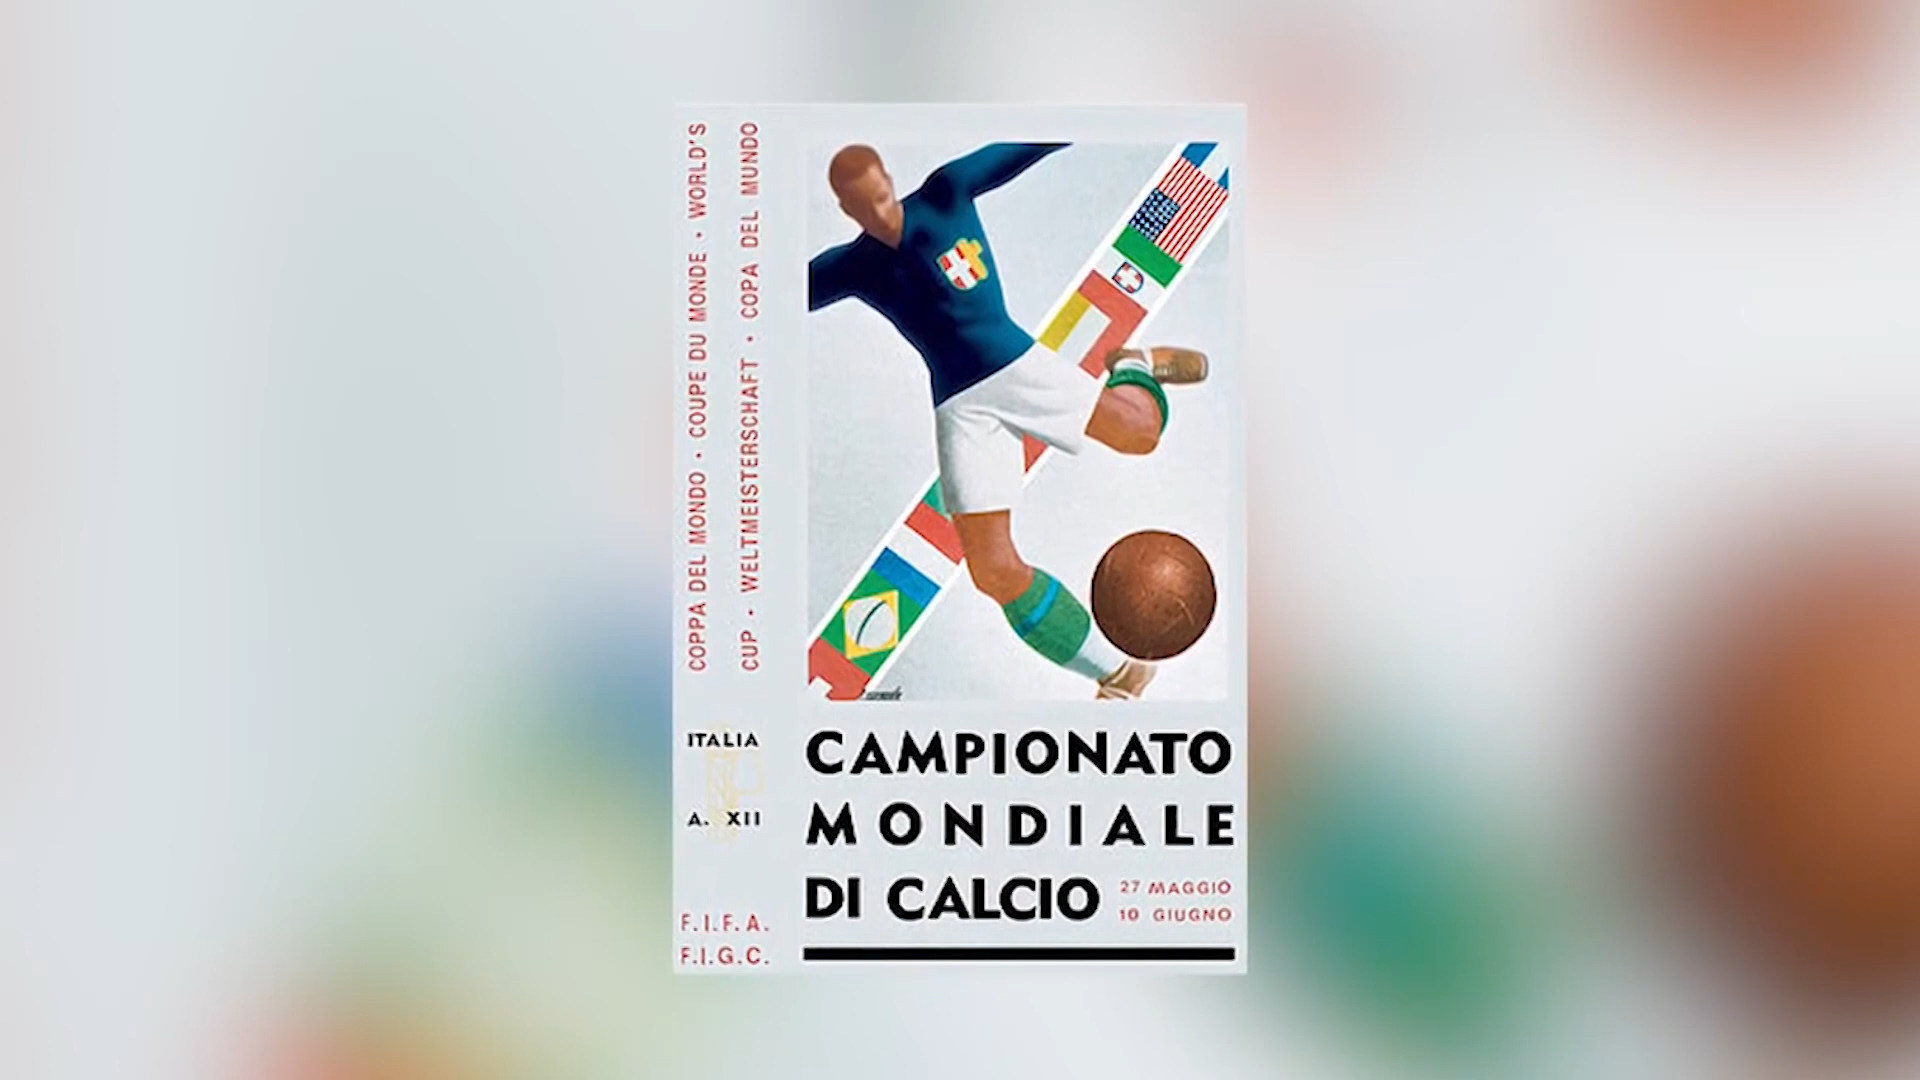 COPPA DEL MONDO · COUPE DU MONDE · WORLD'S
CUP · WELTMEISTERSCHAFT · COPA DEL MUNDO
ITALIA
A. XII
F.I.F.A.
F.I.G.C.
CAMPIONATO
MONDIALE
DI CALCIO
27 MAGGIO
10 GIUGNO